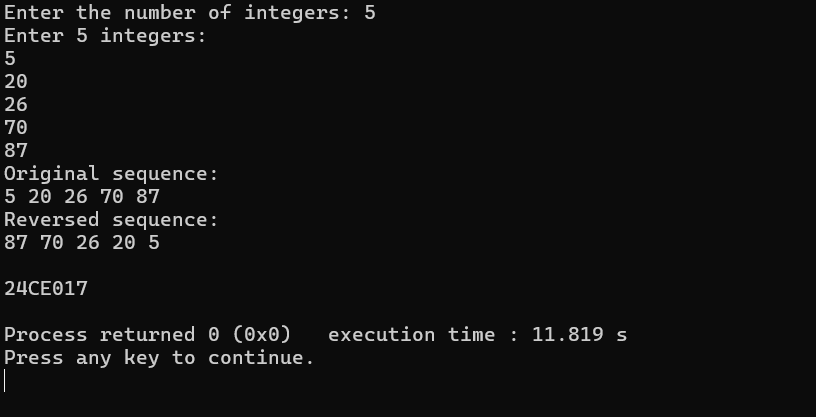 Enter the number of integers: 5
Enter 5 integers:
5
20
26
70
87
Original sequence:
5 20 26 70 87
Reversed sequence:
87 70 26 20 5
24CE017
Process returned 0 (0x0)   execution time : 11.819 s
Press any key to continue.